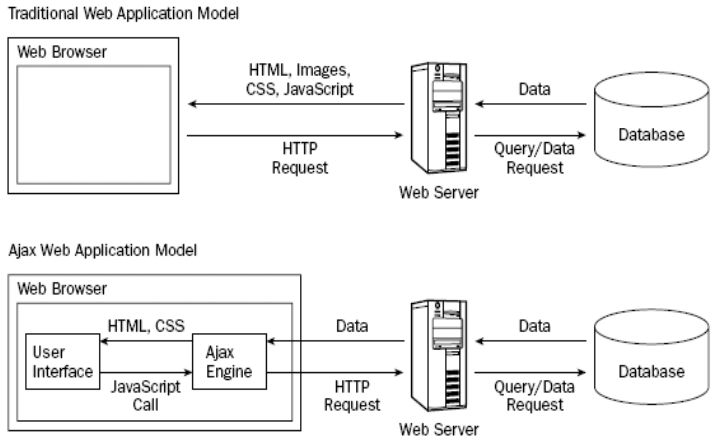 Traditional Web Application Model
Web Browser
HTML, Images,
CSS, JavaScript
HTTP
Request
Web Server
Data
Query/Data
Request
Database
Ajax Web Application Model
Web Browser
User
Interface
HTML, CSS
JavaScript
Call
Ajax
Engine
Data
HTTP
Request
Web Server
Data
Query/Data
Request
Database